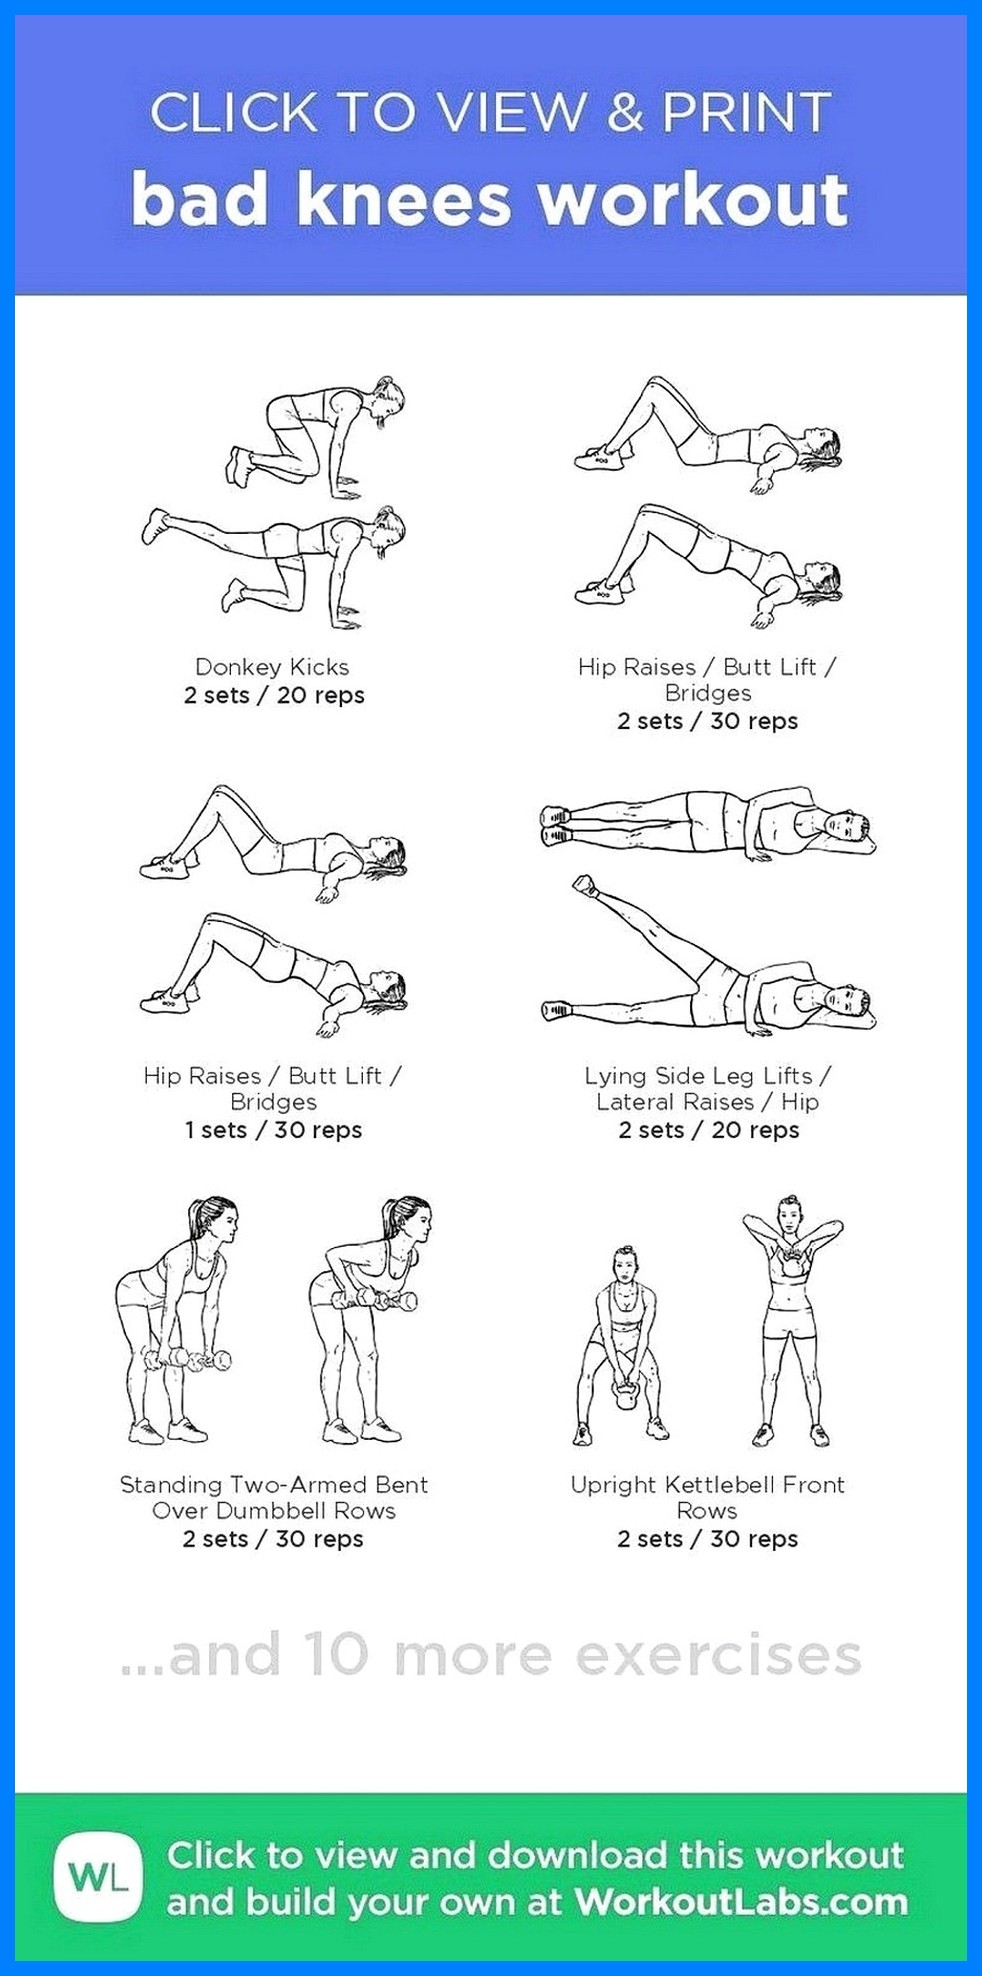 CLICK TO VIEW & PRINT
bad knees workout
Donkey Kicks
2 sets / 20 reps
Hip Raises / Butt Lift /
Bridges
2 sets / 30 reps
Hip Raises / Butt Lift /
Bridges
1 sets / 30 reps
Lying Side Leg Lifts /
Lateral Raises / Hip
2 sets / 20 reps
Standing Two-Armed Bent
Over Dumbbell Rows
2 sets / 30 reps
Upright Kettlebell Front
Rows
2 sets / 30 reps
...and 10 more exercises
WL
Click to view and download this workout
and build your own at WorkoutLabs.com